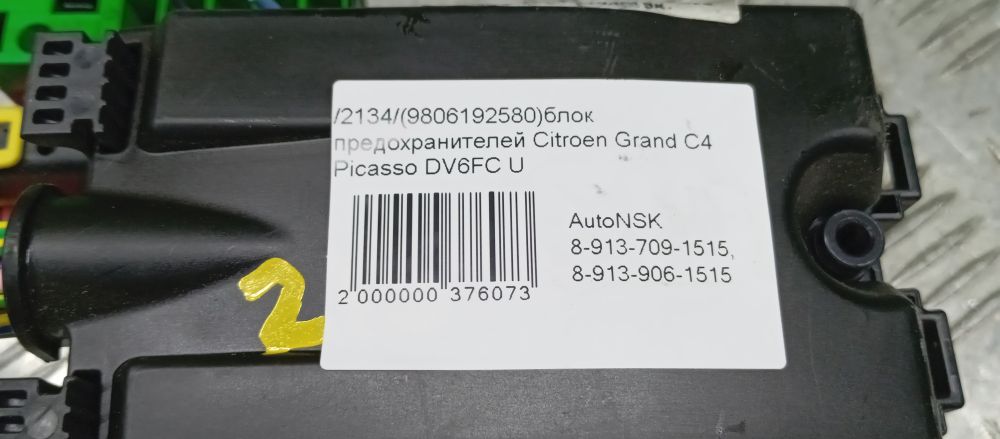 /2134/(9806192580)блок
предохранителей Citroen Grand C4
Picasso DV6FC U
AutoNSK
8-913-709-1515,
8-913-906-1515
2 000000 376073
2